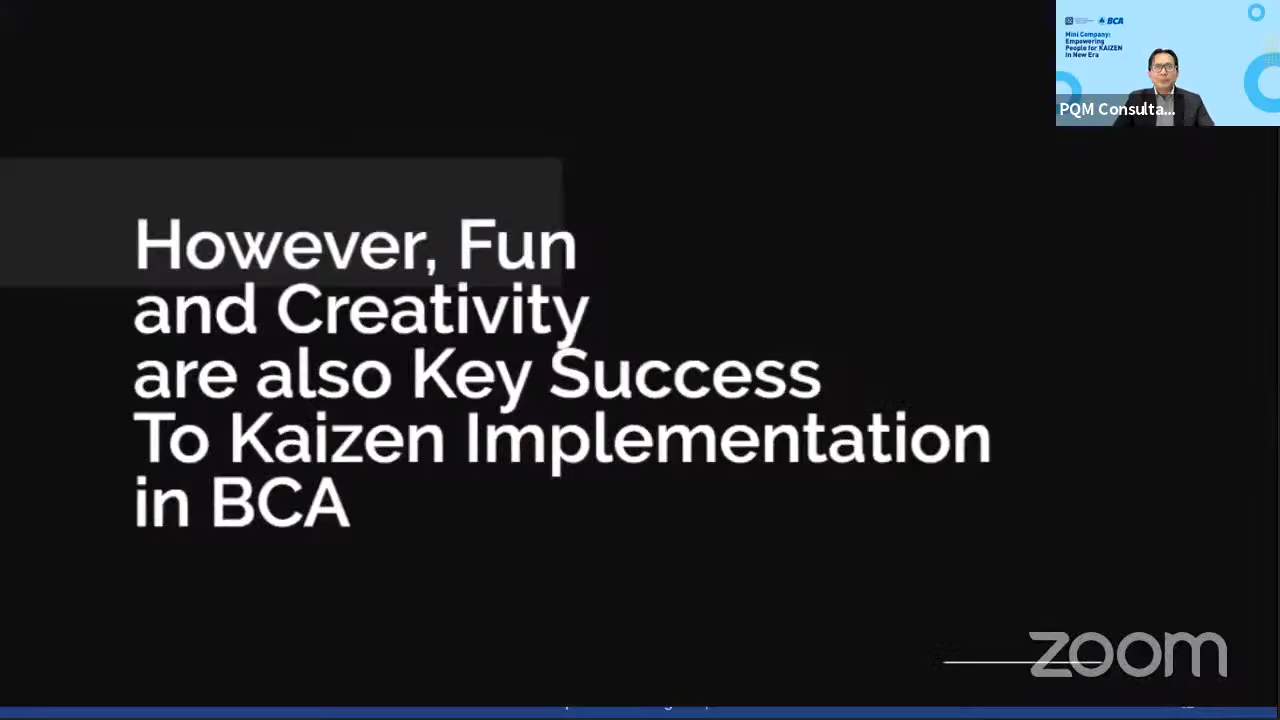 BCA
Mini Company:
Empowering
People for KAIZEN
in New Era
PQM Consulta...
However, Fun
and Creativity
are also Key Success
To Kaizen Implementation
in BCA
zoom